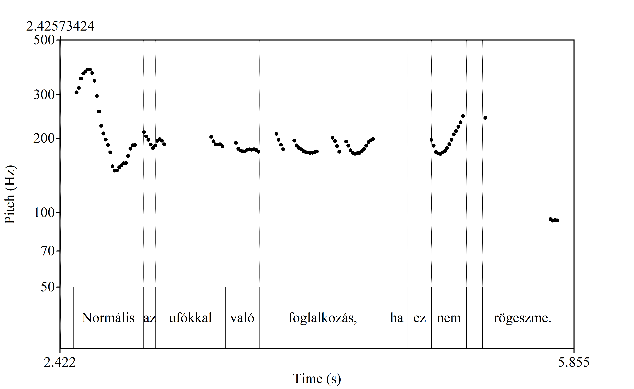 2.42573424
500
300
200
Pitch (Hz)
100
70
50
Normális az ufókkal való foglalkozás, ha ez nem rögeszme.
2.422 5.855
Time (s)